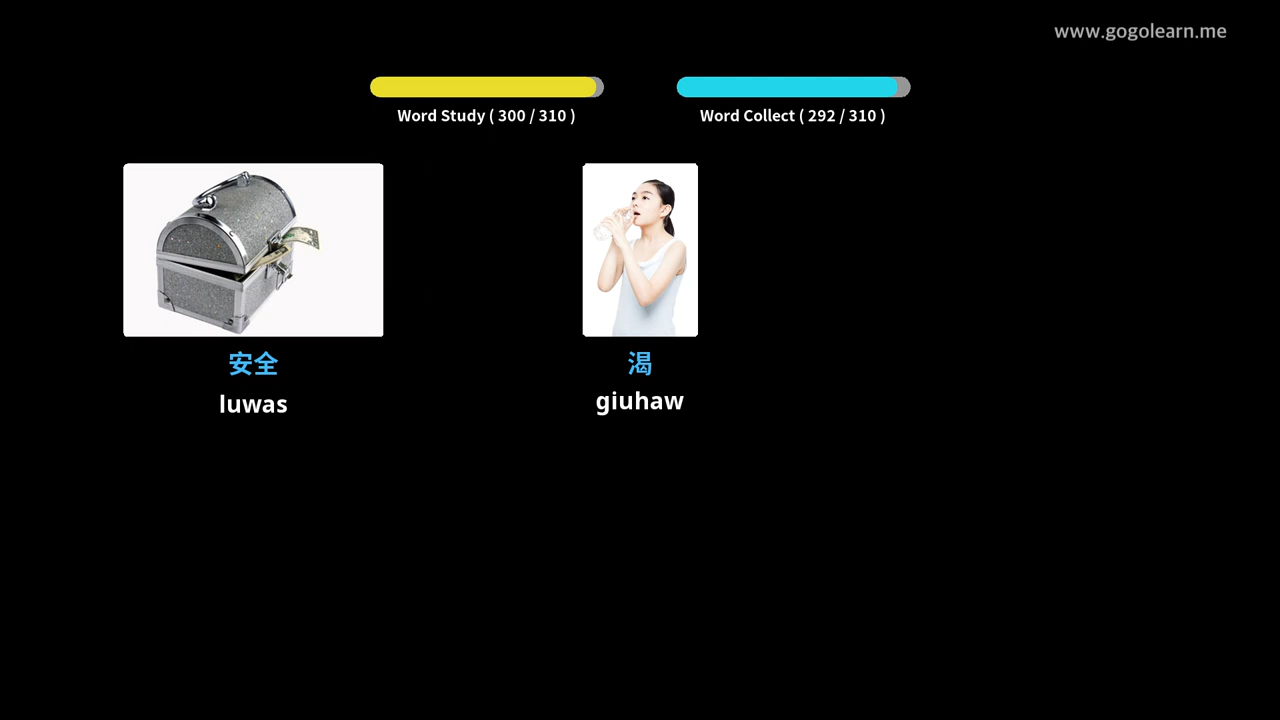 www.gogolearn.me
Word Study ( 300 / 310 )
Word Collect ( 292 / 310 )
安全
luwas
渴
giuhaw